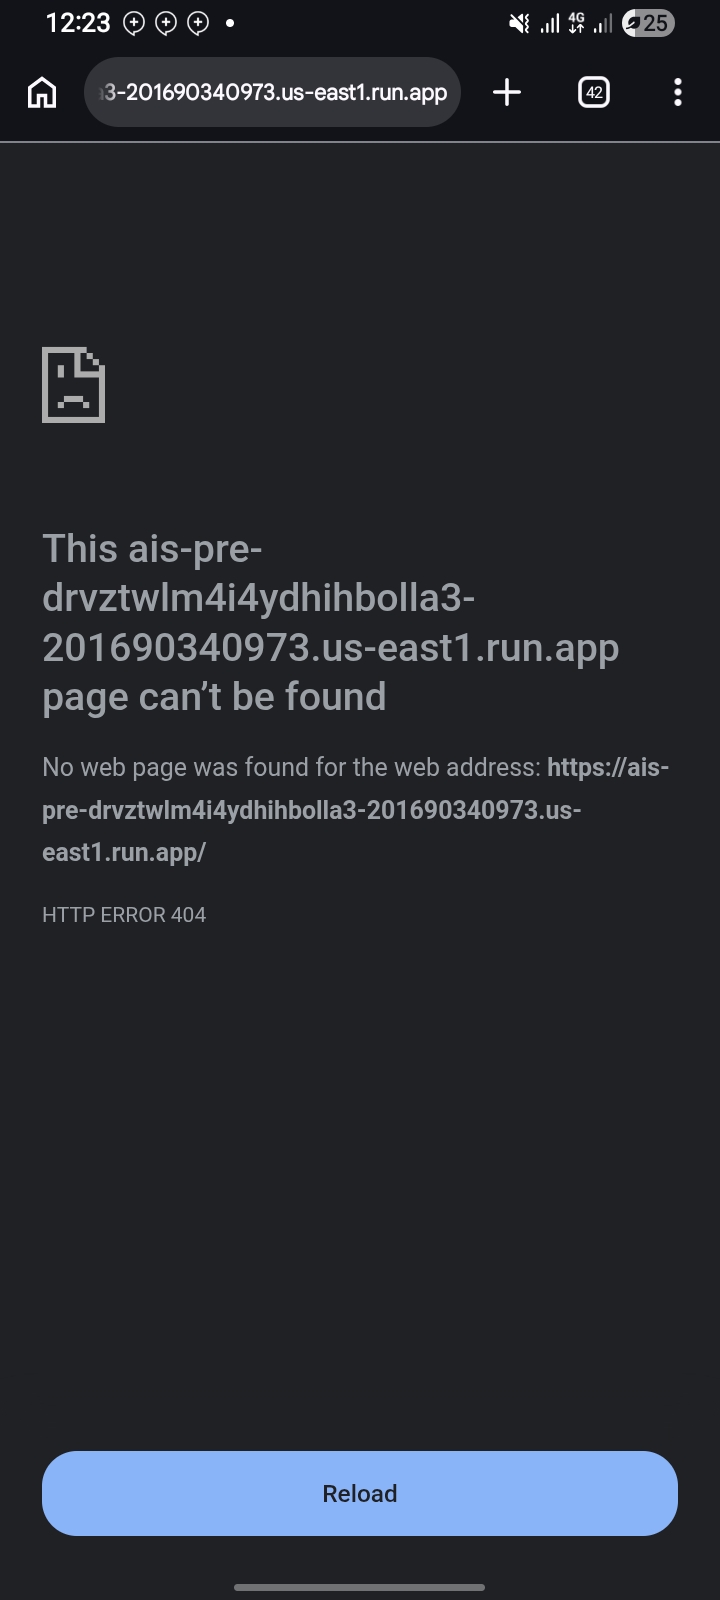 12:23
4G
25
3-201690340973.us-east1.run.app
42
This ais-pre-
drvztwlm4i4ydhihbolla3-
201690340973.us-east1.run.app
page can’t be found
No web page was found for the web address: https://ais-
pre-drvztwlm4i4ydhihbolla3-201690340973.us-
east1.run.app/
HTTP ERROR 404
Reload